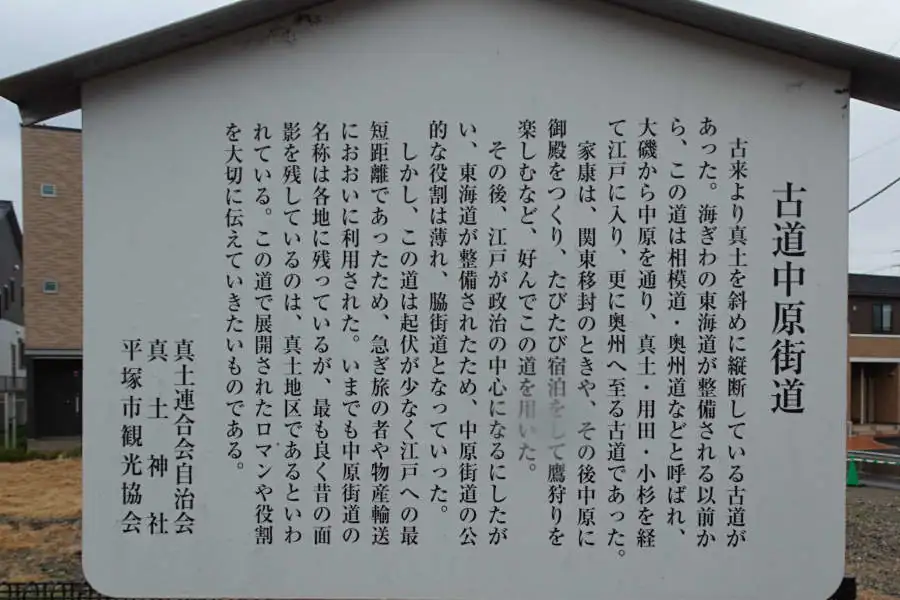 古道中原街道
古来より真土を斜めに縦断している古道が
あった。海ぎわの東海道が整備される以前か
ら、この道は相模道・奥州道などと呼ばれ、
大磯から中原を通り、真土・用田・小杉を経
て江戸に入り、更に奥州へ至る古道であった。
家康は、関東移封のときや、その後中原に
御殿をつくり、たびたび宿泊をして鷹狩りを
楽しむなど、好んでこの道を用いた。
その後、江戸が政治の中心になるにしたが
い、東海道が整備されたため、中原街道の公
的な役割は薄れ、脇街道となっていった。
しかし、この道は起伏が少なく江戸への最
短距離であったため、急ぎ旅の者や物産輸送
におおいに利用された。いまでも中原街道の
名称は各地に残っているが、最も良く昔の面
影を残しているのは、真土地区であるといわ
れている。この道で展開されたロマンや役割
を大切に伝えていきたいものである。
真土連合会自治会
真土神社
平塚市観光協会